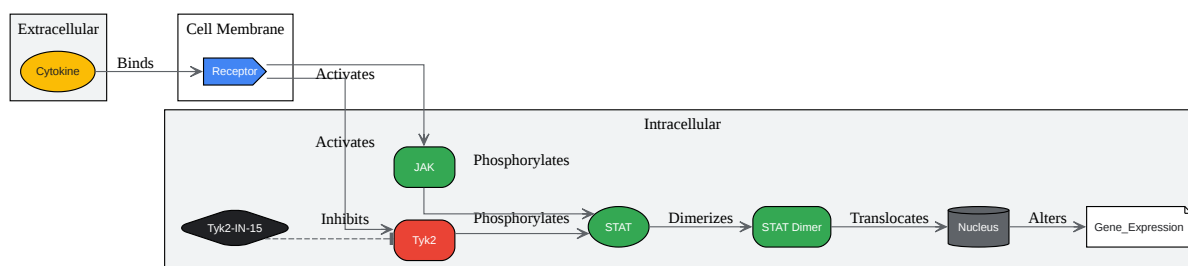 Extracellular
Cell Membrane
Cytokine
Binds
Receptor
Activates
Intracellular
Activates
JAK
Phosphorylates
Tyk2-IN-15
Inhibits
Tyk2
Phosphorylates
STAT
Dimerizes
STAT Dimer
Translocates
Nucleus
Alters
Gene_Expression